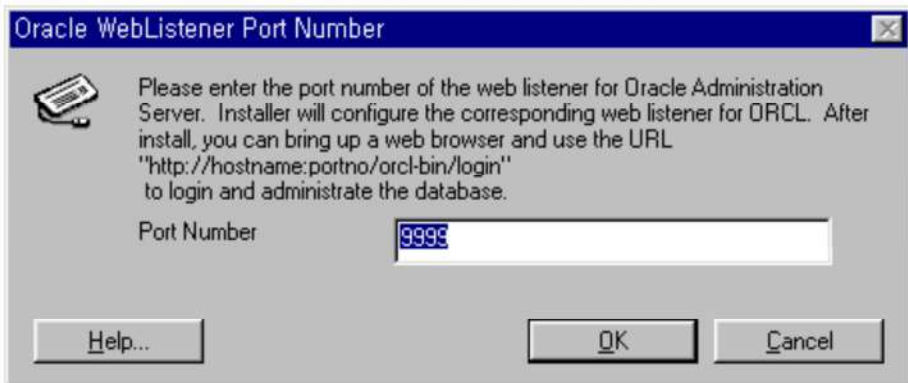 Oracle WebListener Port Number
Please enter the port number of the web listener for Oracle Administration
Server. Installer will configure the corresponding web listener for ORCL. After
install, you can bring up a web browser and use the URL
"http://hostname:portno/orcl-bin/login"
to login and administrate the database.
Port Number
9999
Help...
OK
Cancel